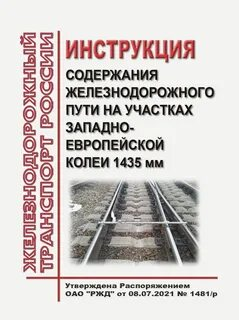 ЖЕЛЕЗНОДОРОЖНЫЙ
ТРАНСПОРТ РОССИИ
ИНСТРУКЦИЯ
СОДЕРЖАНИЯ
ЖЕЛЕЗНОДОРОЖНОГО
ПУТИ НА УЧАСТКАХ
ЗАПАДНО-
ЕВРОПЕЙСКОЙ
КОЛЕИ 1435 мм
Утверждена Распоряжением
ОАО "РЖД" от 08.07.2021 № 1481/р